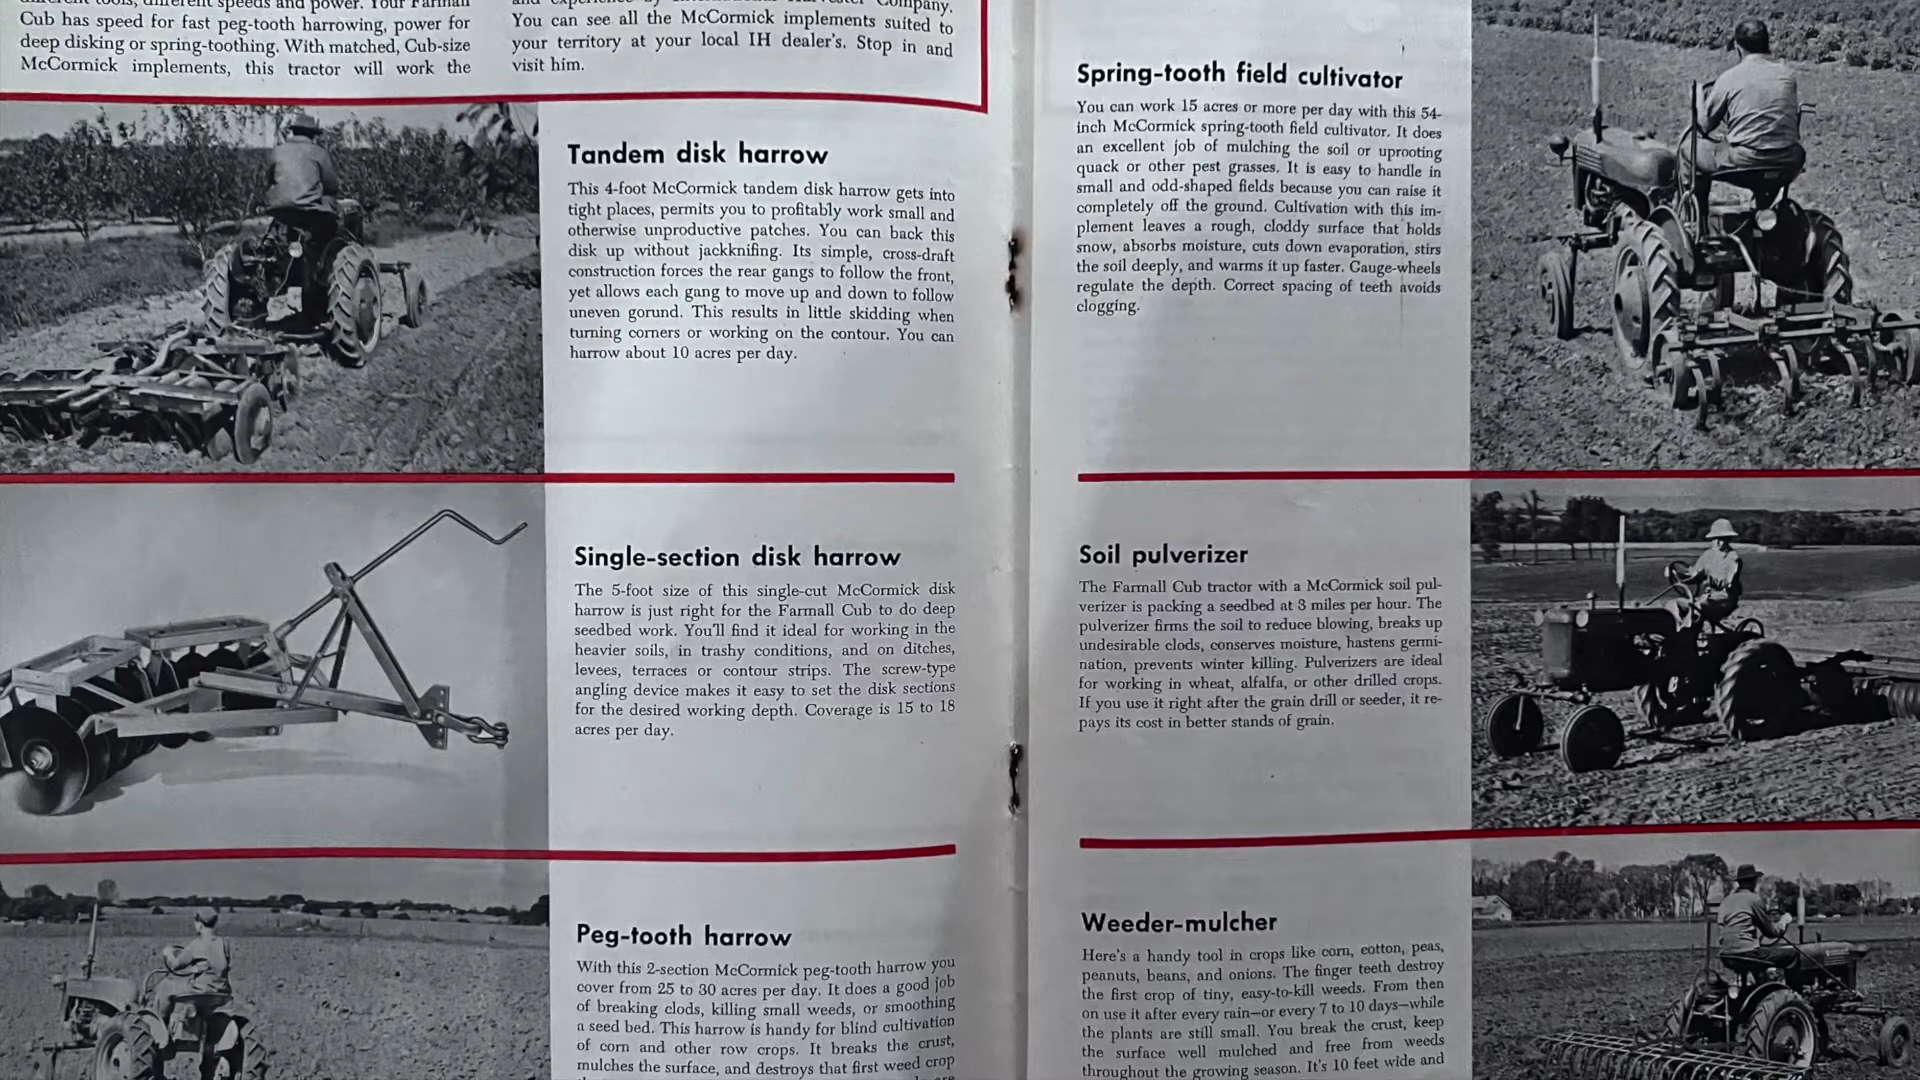 different tools, different speeds and power. Your Farmall
Cub has speed for fast peg-tooth harrowing, power for
deep disking or spring-toothing. With matched, Cub-size
McCormick implements, this tractor will work the
and experience by International Harvester Company.
You can see all the McCormick implements suited to
your territory at your local IH dealer's. Stop in and
visit him.
Tandem disk harrow
This 4-foot McCormick tandem disk harrow gets into
tight places, permits you to profitably work small and
otherwise unproductive patches. You can back this
disk up without jackknifing. Its simple, cross-draft
construction forces the rear gangs to follow the front,
yet allows each gang to move up and down to follow
uneven gorund. This results in little skidding when
turning corners or working on the contour. You can
harrow about 10 acres per day.
Single-section disk harrow
The 5-foot size of this single-cut McCormick disk
harrow is just right for the Farmall Cub to do deep
seedbed work. You'll find it ideal for working in the
heavier soils, in trashy conditions, and on ditches,
levees, terraces or contour strips. The screw-type
angling device makes it easy to set the disk sections
for the desired working depth. Coverage is 15 to 18
acres per day.
Peg-tooth harrow
With this 2-section McCormick peg-tooth harrow you
cover from 25 to 30 acres per day. It does a good job
of breaking clods, killing small weeds, or smoothing
a seed bed. This harrow is handy for blind cultivation
of corn and other row crops. It breaks the crust,
mulches the surface, and destroys that first weed crop
Spring-tooth field cultivator
You can work 15 acres or more per day with this 54-
inch McCormick spring-tooth field cultivator. It does
an excellent job of mulching the soil or uprooting
quack or other pest grasses. It is easy to handle in
small and odd-shaped fields because you can raise it
completely off the ground. Cultivation with this im-
plement leaves a rough, cloddy surface that holds
snow, absorbs moisture, cuts down evaporation, stirs
the soil deeply, and warms it up faster. Gauge-wheels
regulate the depth. Correct spacing of teeth avoids
clogging.
Soil pulverizer
The Farmall Cub tractor with a McCormick soil pul-
verizer is packing a seedbed at 3 miles per hour. The
pulverizer firms the soil to reduce blowing, breaks up
undesirable clods, conserves moisture, hastens germi-
nation, prevents winter killing. Pulverizers are ideal
for working in wheat, alfalfa, or other drilled crops.
If you use it right after the grain drill or seeder, it re-
pays its cost in better stands of grain.
Weeder-mulcher
Here's a handy tool in crops like corn, cotton, peas,
peanuts, beans, and onions. The finger teeth destroy
the first crop of tiny, easy-to-kill weeds. From then
on use it after every rain—or every 7 to 10 days—while
the plants are still small. You break the crust, keep
the surface well mulched and free from weeds
throughout the growing season. It's 10 feet wide and